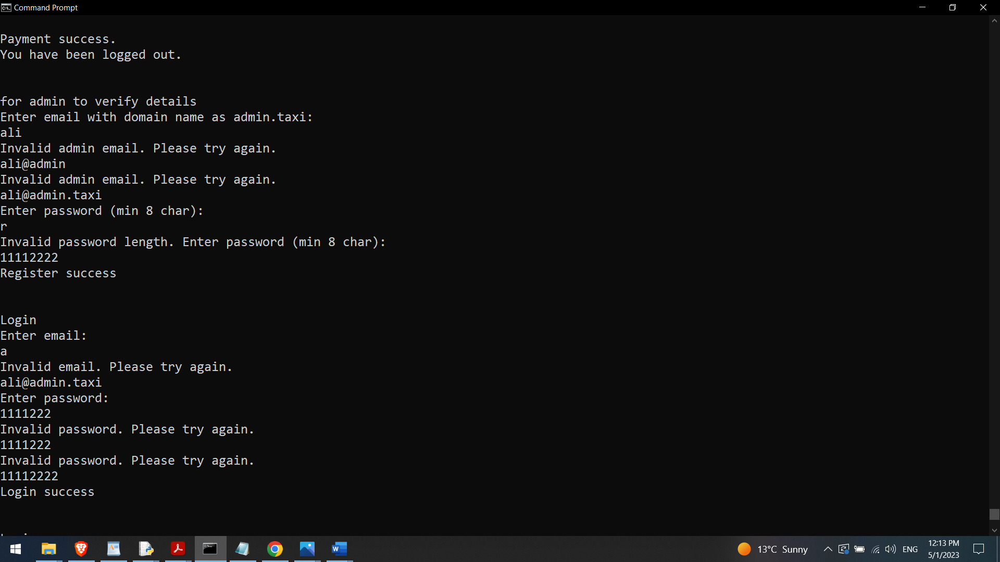 Command Prompt
Payment success.
You have been logged out.
for admin to verify details
Enter email with domain name as admin.taxi:
ali
Invalid admin email. Please try again.
ali@admin
Invalid admin email. Please try again.
ali@admin.taxi
Enter password (min 8 char):
r
Invalid password length. Enter password (min 8 char):
11112222
Register success
Login
Enter email:
a
Invalid email. Please try again.
ali@admin.taxi
Enter password:
1111222
Invalid password. Please try again.
1111222
Invalid password. Please try again.
11112222
Login success
13°C Sunny
ENG
12:13 PM
5/1/2023